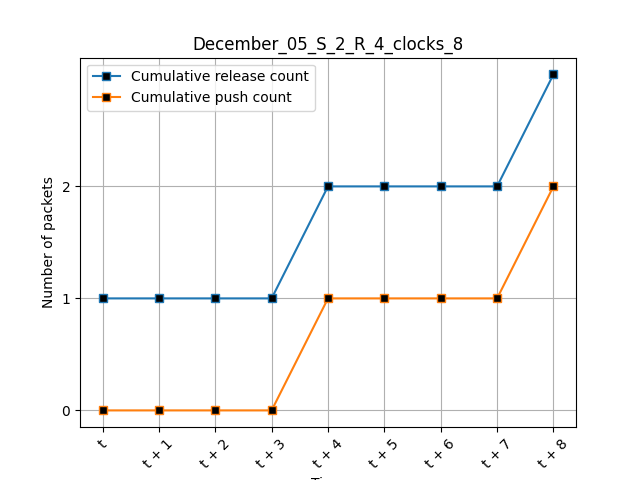 December_05_S_2_R_4_clocks_8
Cumulative release count
Cumulative push count
Number of packets
2
1
0
t
t + 1
t + 2
t + 3
t + 4
t + 5
t + 6
t + 7
t + 8